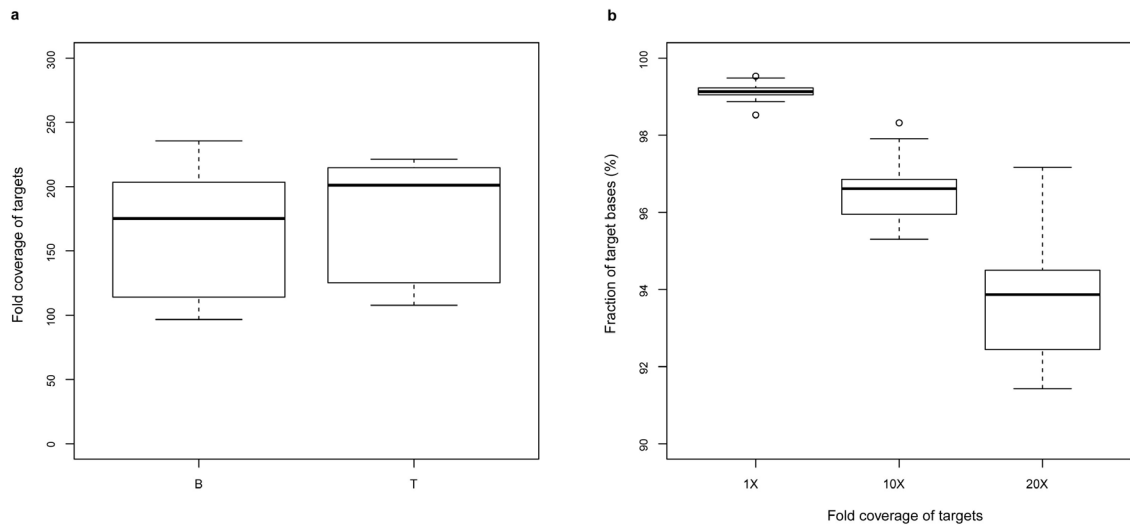 a
Fold coverage of targets
300
250
200
150
100
50
0
B
T
b
Fraction of target bases (%)
100
98
96
94
92
90
1X
10X
20X
Fold coverage of targets